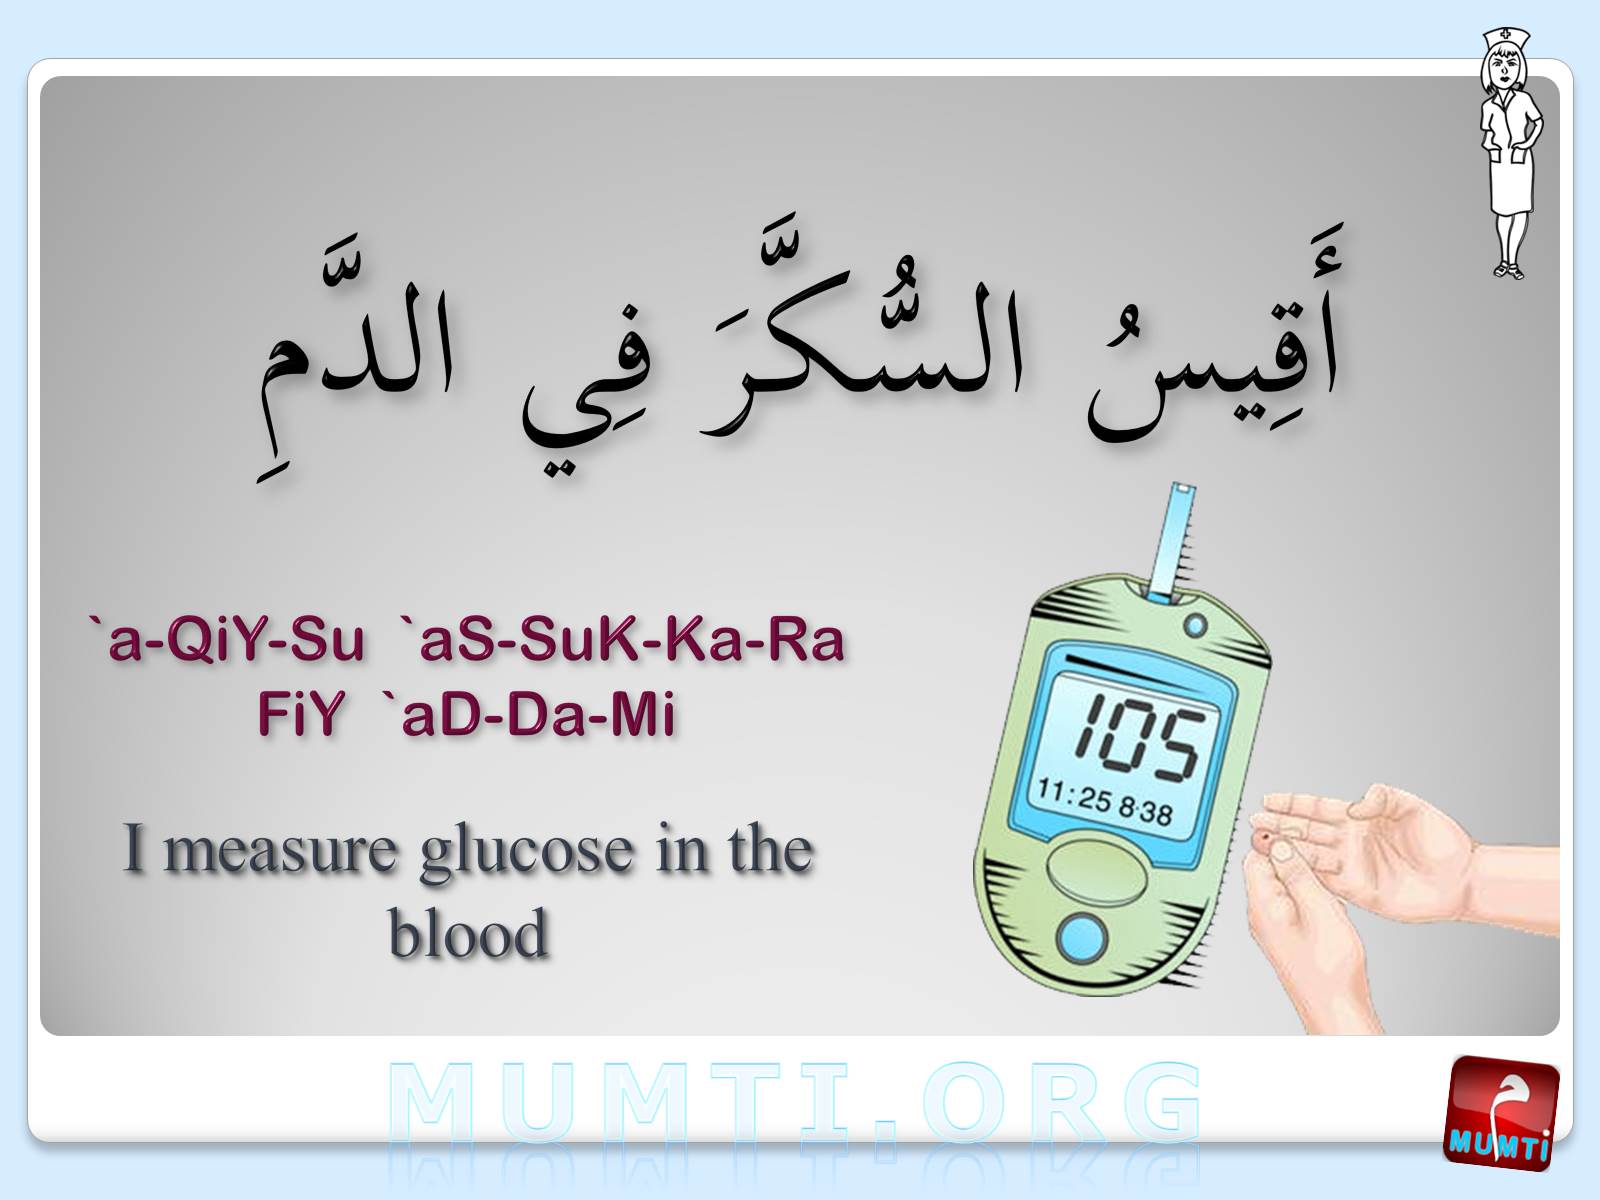 أَقِيسُ السُّكَّرَ فِي الدَّمِ
`a-QiY-Su `aS-SuK-Ka-Ra
FiY `aD-Da-Mi
I measure glucose in the
blood
105
11:25 8:38
MUMTI.ORG
م
MUMTi